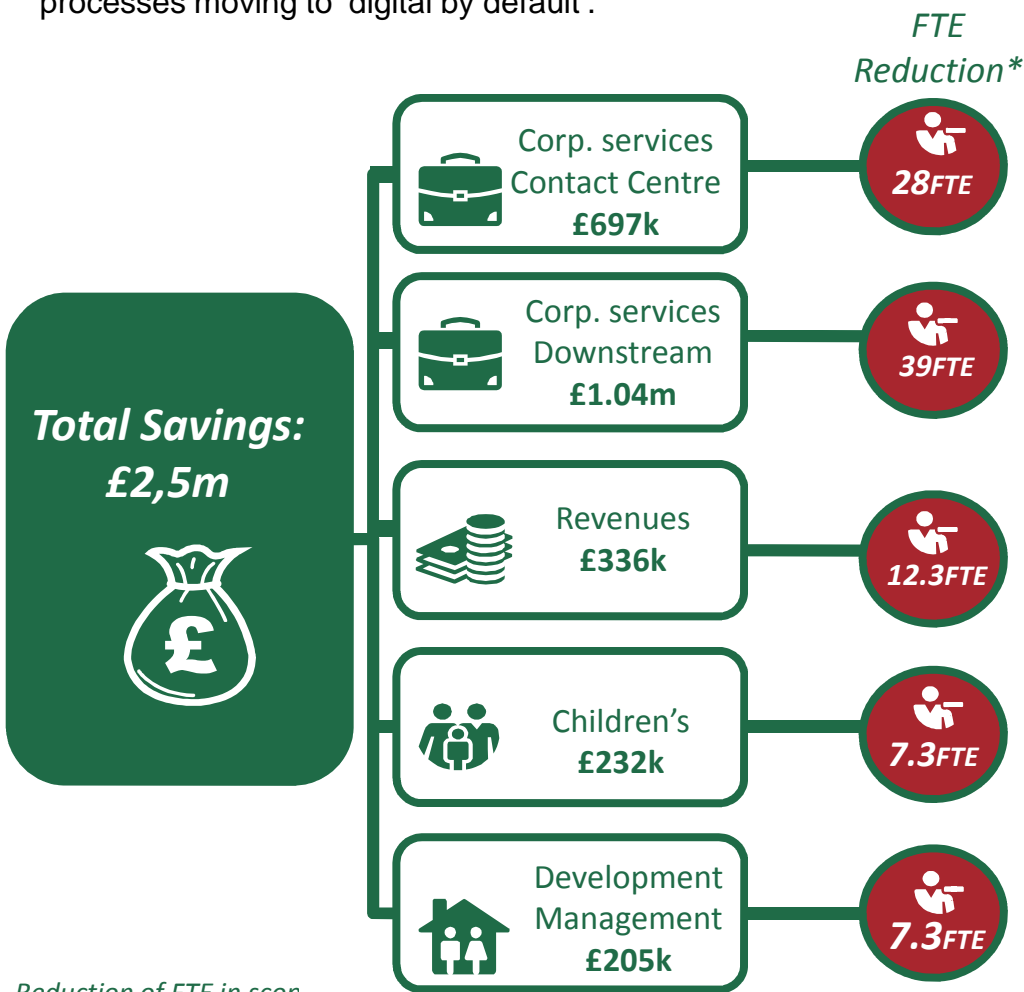 processes moving to 'digital by default'.
FTE
Reduction*
Corp. services
Contact Centre
£697k
28FTE
Corp. services
Downstream
£1.04m
39FTE
Total Savings:
£2,5m
£
Revenues
£336k
12.3FTE
Children's
£232k
7.3FTE
Development
Management
£205k
7.3FTE
Reduction of FTE in